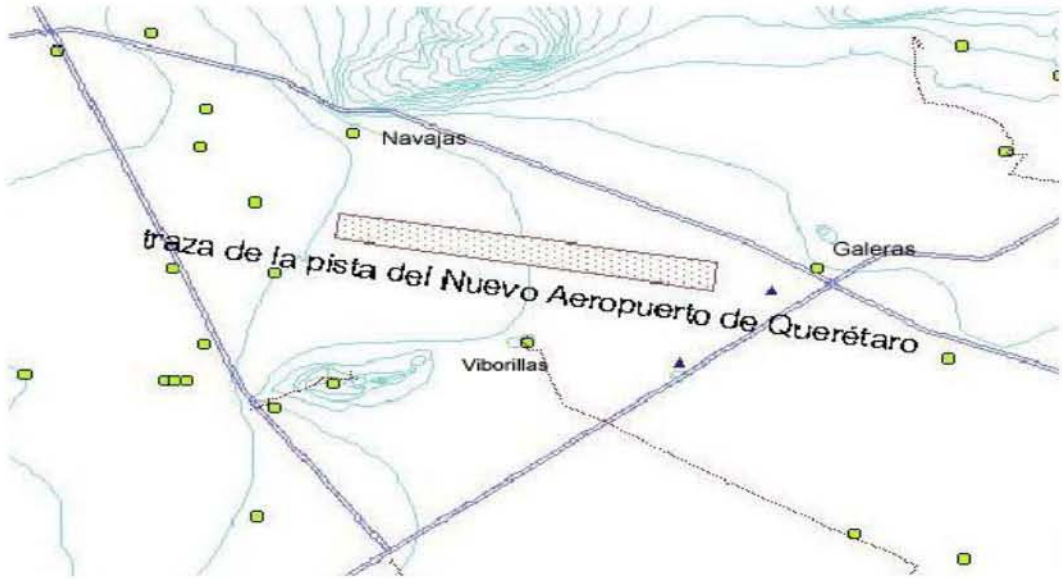 Navajas
Galeras
traza de la pista del Nuevo Aeropuerto de Querétaro
Viborillas